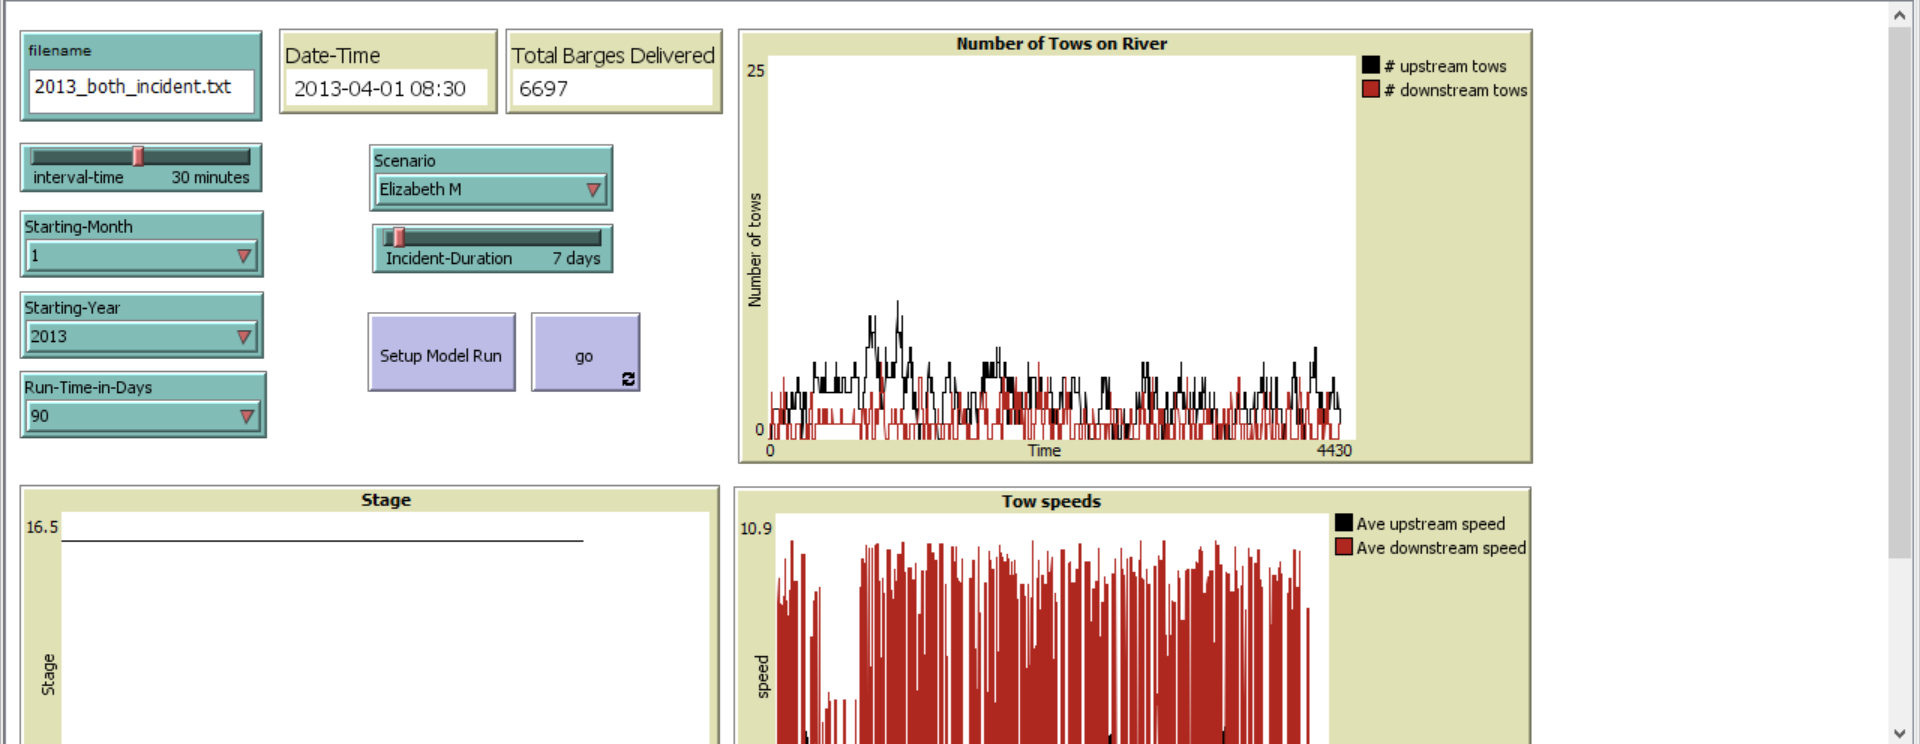 filename
2013_both_incident.txt
Date-Time
2013-04-01 08:30
Total Barges Delivered
6697
interval-time 30 minutes
Starting-Month
1
Starting-Year
2013
Run-Time-in-Days
90
Scenario
Elizabeth M
Incident-Duration 7 days
Setup Model Run
go
Number of Tows on River
25
Number of tows
0
0 Time 4430
# upstream tows
# downstream tows
Stage
16.5
Stage
Tow speeds
10.9
speed
Ave upstream speed
Ave downstream speed